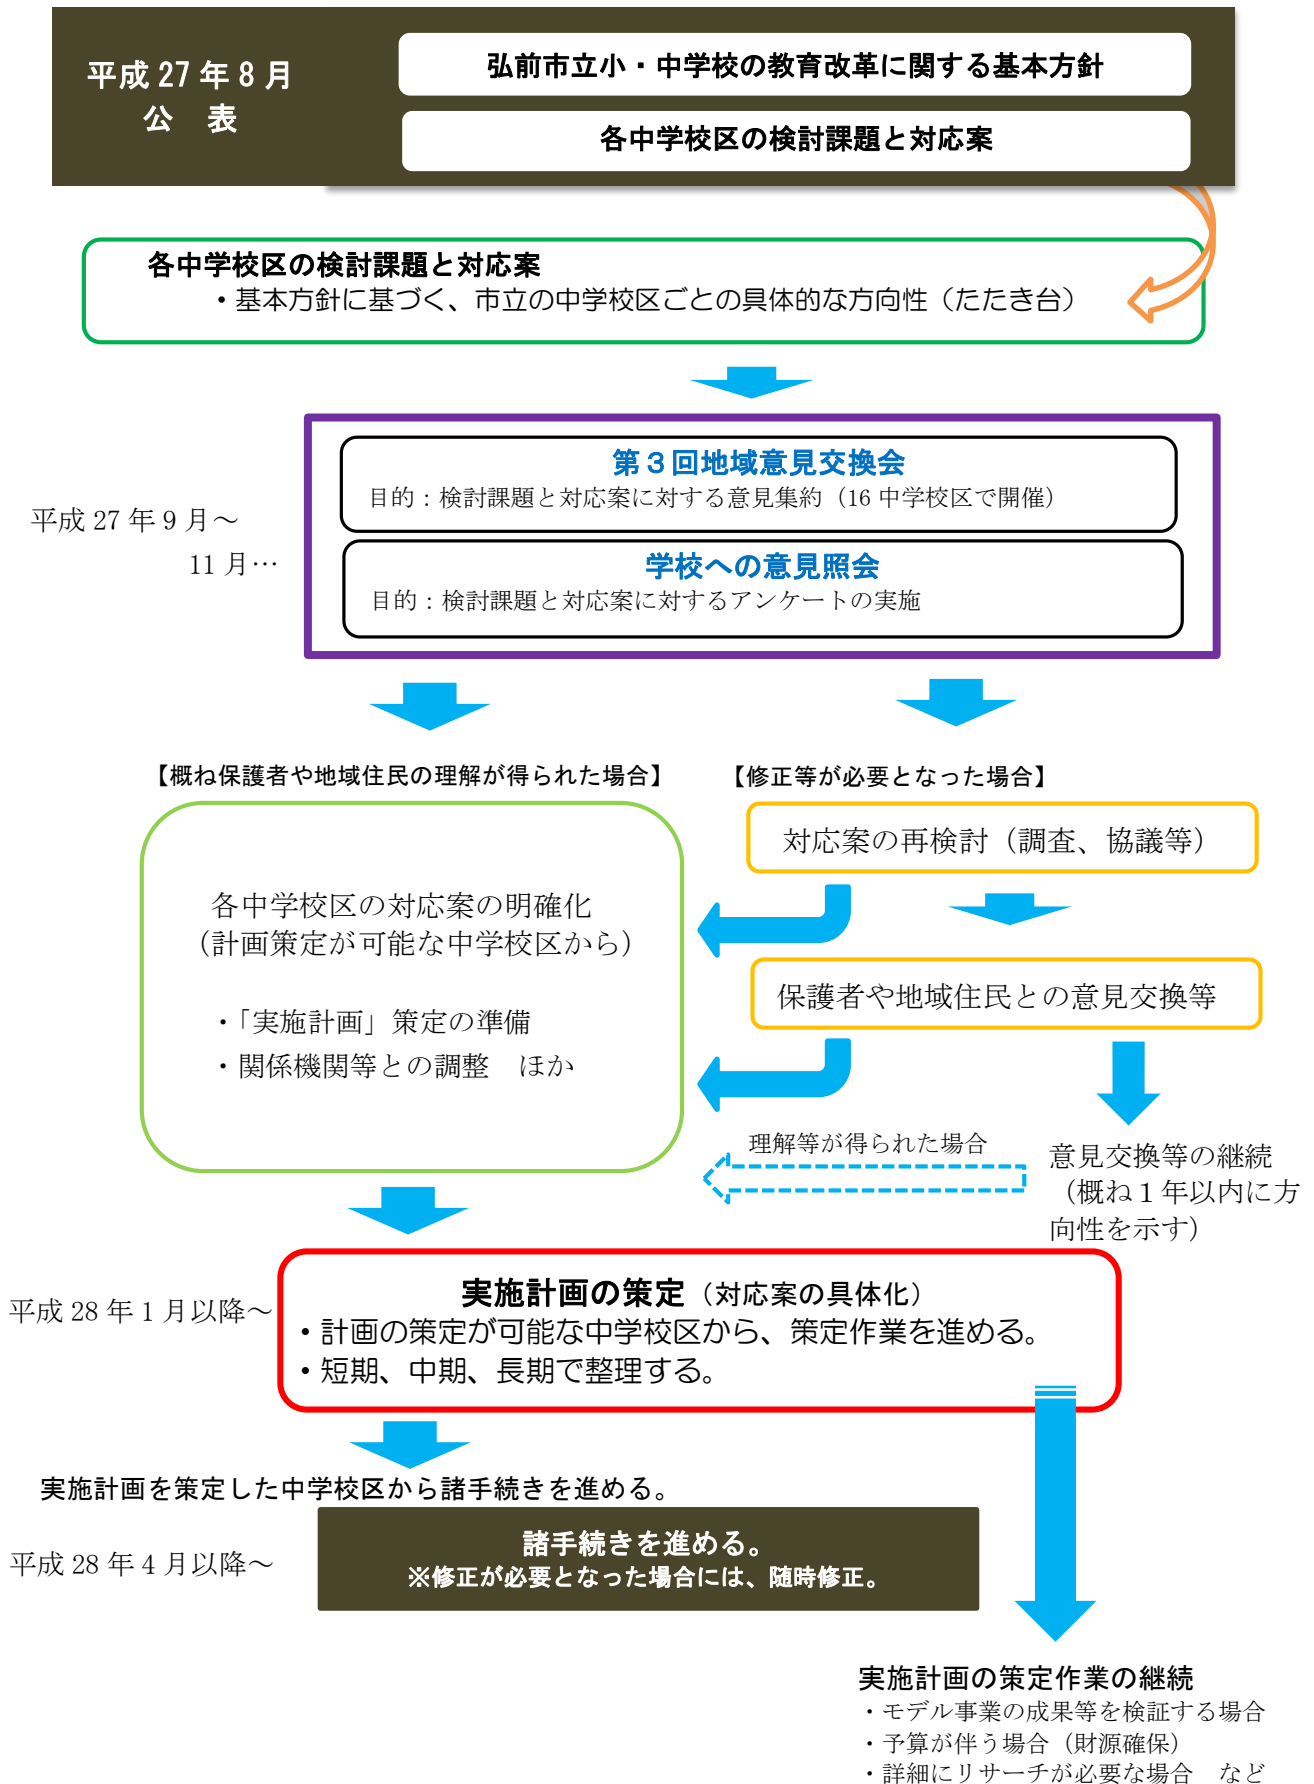 平成27年8月
公　表
弘前市立小・中学校の教育改革に関する基本方針
各中学校区の検討課題と対応案
各中学校区の検討課題と対応案
・基本方針に基づく、市立の中学校区ごとの具体的な方向性（たたき台）
平成 27 年 9 月～
11 月…
第３回地域意見交換会
目的：検討課題と対応案に対する意見集約（16 中学校区で開催）
学校への意見照会
目的：検討課題と対応案に対するアンケートの実施
【概ね保護者や地域住民の理解が得られた場合】
【修正等が必要となった場合】
各中学校区の対応案の明確化
（計画策定が可能な中学校区から）
・「実施計画」策定の準備
・関係機関等との調整　ほか
対応案の再検討（調査、協議等）
保護者や地域住民との意見交換等
理解等が得られた場合
意見交換等の継続
（概ね１年以内に方
向性を示す）
平成 28 年 1 月以降～
実施計画の策定（対応案の具体化）
・計画の策定が可能な中学校区から、策定作業を進める。
・短期、中期、長期で整理する。
実施計画を策定した中学校区から諸手続きを進める。
平成 28 年 4 月以降～
諸手続きを進める。
※修正が必要となった場合には、随時修正。
実施計画の策定作業の継続
・モデル事業の成果等を検証する場合
・予算が伴う場合（財源確保）
・詳細にリサーチが必要な場合　など